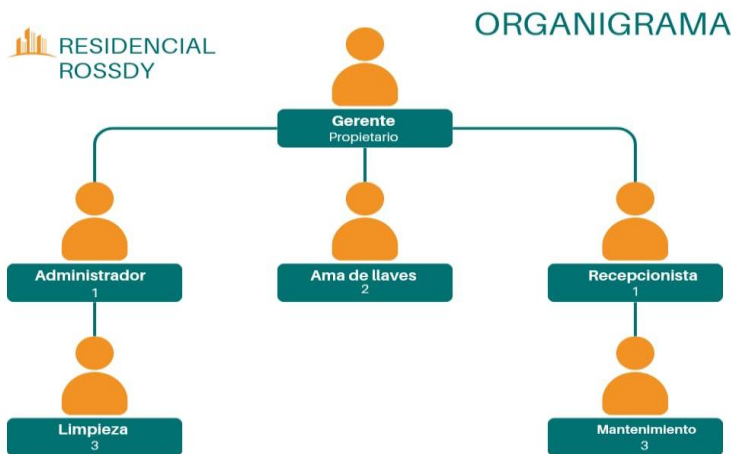 ORGANIGRAMA
RESIDENCIAL
ROSSDY
Gerente
Propietario
Administrador
1
Ama de llaves
2
Recepcionista
1
Limpieza
3
Mantenimiento
3